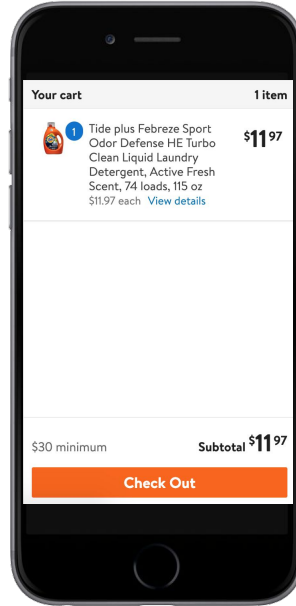 Your cart 1 item
1 Tide plus Febreze Sport $11 97
Odor Defense HE Turbo
Clean Liquid Laundry
Detergent, Active Fresh
Scent, 74 loads, 115 oz
$11.97 each View details
$30 minimum Subtotal $11 97
Check Out